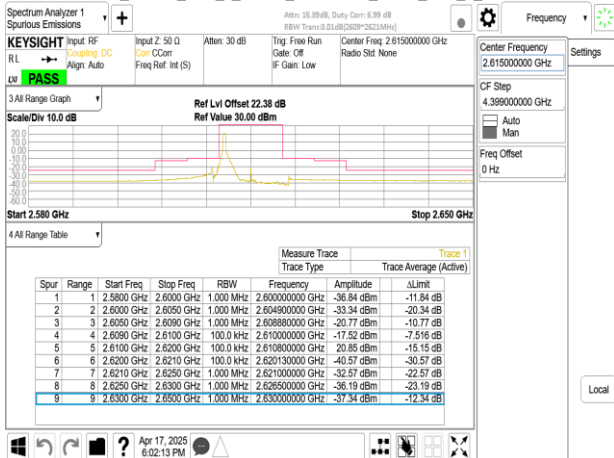 Spectrum Analyzer 1
Spurious Emissions
Attn: 15.39dB, Duty Corr: 6.99 dB
RBW Trans:3.01dB(2609~2621MHz)
Frequency
KEYSIGHT Input: RF Input Z: 50 Ω Atten: 30 dB Trig: Free Run Center Freq: 2.615000000 GHz
RL Coupling: DC Corr CCorr Gate: Off Radio Std: None
Align: Auto Freq Ref: Int (S) IF Gain: Low
PASS
Center Frequency
2.615000000 GHz
Settings
CF Step
4.399000000 GHz
Auto
Man
Freq Offset
0 Hz
Local
3 All Range Graph
Ref Lvl Offset 22.38 dB
Scale/Div 10.0 dB Ref Value 30.00 dBm
20.0
10.0
0.00
-10.0
-20.0
-30.0
-40.0
-50.0
-60.0
Start 2.580 GHz Stop 2.650 GHz
4 All Range Table
Measure Trace Trace 1
Trace Type Trace Average (Active)
Spur Range Start Freq Stop Freq RBW Frequency Amplitude ΔLimit
1 1 2.5800 GHz 2.6000 GHz 1.000 MHz 2.600000000 GHz -36.84 dBm -11.84 dB
2 2 2.6000 GHz 2.6050 GHz 1.000 MHz 2.604900000 GHz -33.34 dBm -20.34 dB
3 3 2.6050 GHz 2.6090 GHz 1.000 MHz 2.608880000 GHz -20.77 dBm -10.77 dB
4 4 2.6090 GHz 2.6100 GHz 100.0 kHz 2.610000000 GHz -17.52 dBm -7.516 dB
5 5 2.6100 GHz 2.6200 GHz 100.0 kHz 2.610800000 GHz 20.85 dBm -15.15 dB
6 6 2.6200 GHz 2.6210 GHz 100.0 kHz 2.620130000 GHz -40.57 dBm -30.57 dB
7 7 2.6210 GHz 2.6250 GHz 1.000 MHz 2.621000000 GHz -32.57 dBm -22.57 dB
8 8 2.6250 GHz 2.6300 GHz 1.000 MHz 2.626500000 GHz -36.19 dBm -23.19 dB
9 9 2.6300 GHz 2.6500 GHz 1.000 MHz 2.630000000 GHz -37.34 dBm -12.34 dB
Apr 17, 2025
6:02:13 PM